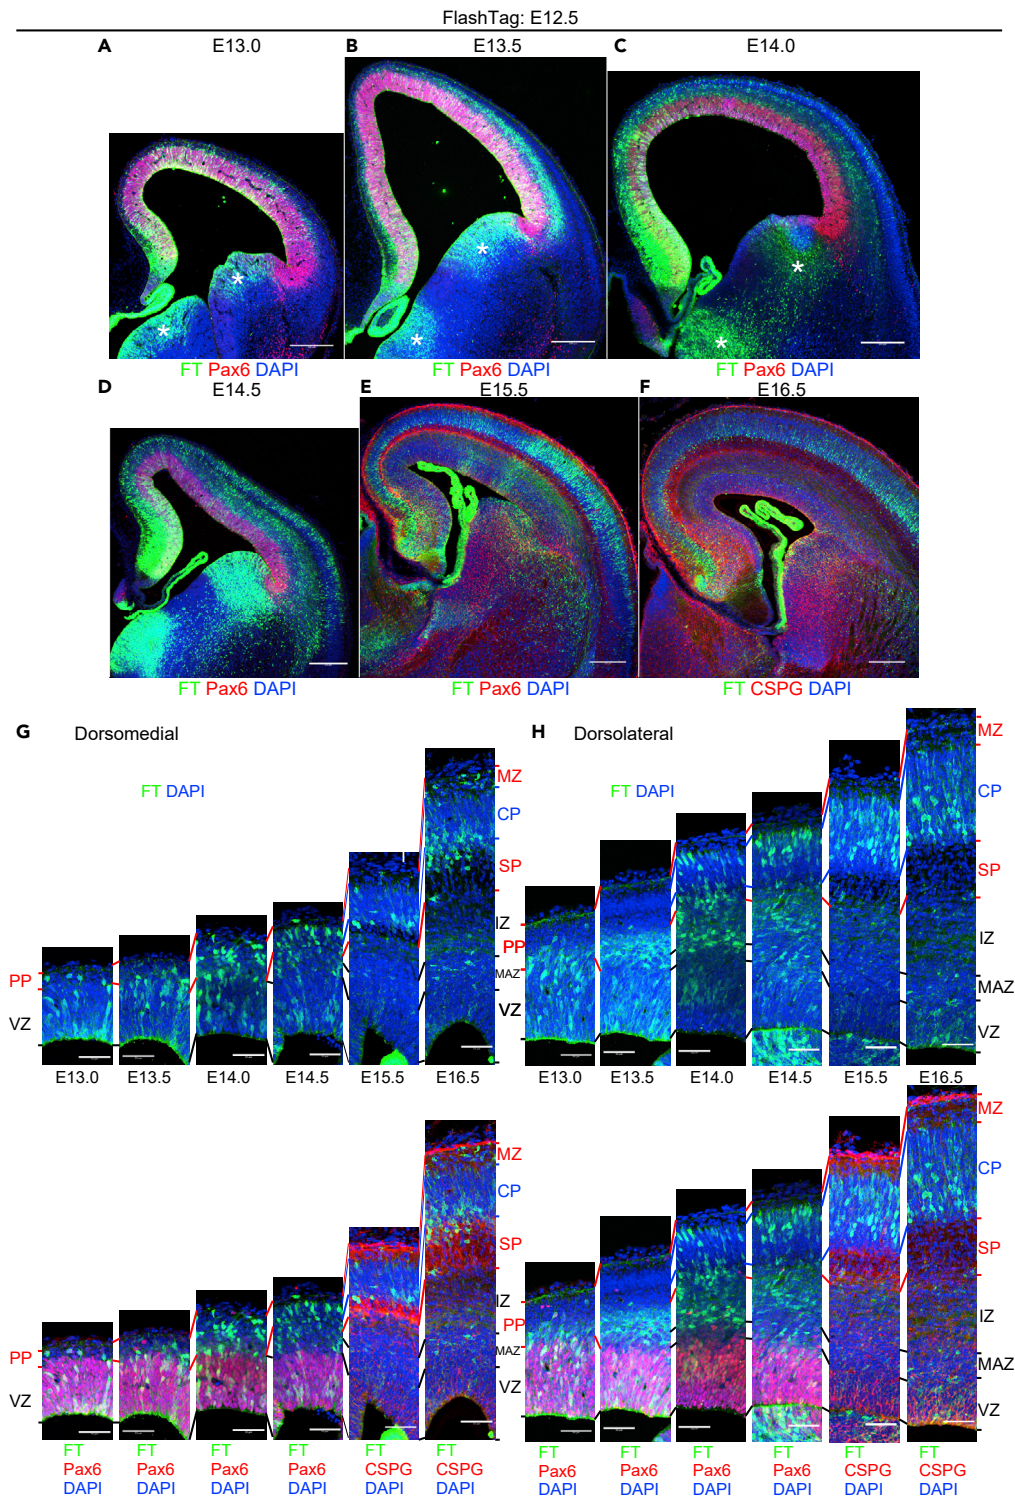 FlashTag: E12.5
A E13.0 B E13.5 C E14.0
FT Pax6 DAPI FT Pax6 DAPI FT Pax6 DAPI
D E14.5 E E15.5 F E16.5
FT Pax6 DAPI FT Pax6 DAPI FT CSPG DAPI
G Dorsomedial H Dorsolateral
FT DAPI FT DAPI
MZ MZ
CP CP
SP SP
IZ IZ
PP PP
PP MAZ MAZ
VZ VZ VZ
E13.0 E13.5 E14.0 E14.5 E15.5 E16.5 E13.0 E13.5 E14.0 E14.5 E15.5 E16.5
MZ MZ
CP CP
SP SP
IZ IZ
PP PP
PP MAZ MAZ
VZ VZ VZ
FT FT FT FT FT FT FT FT FT FT FT FT
Pax6 Pax6 Pax6 Pax6 CSPG CSPG Pax6 Pax6 Pax6 Pax6 CSPG CSPG
DAPI DAPI DAPI DAPI DAPI DAPI DAPI DAPI DAPI DAPI DAPI DAPI